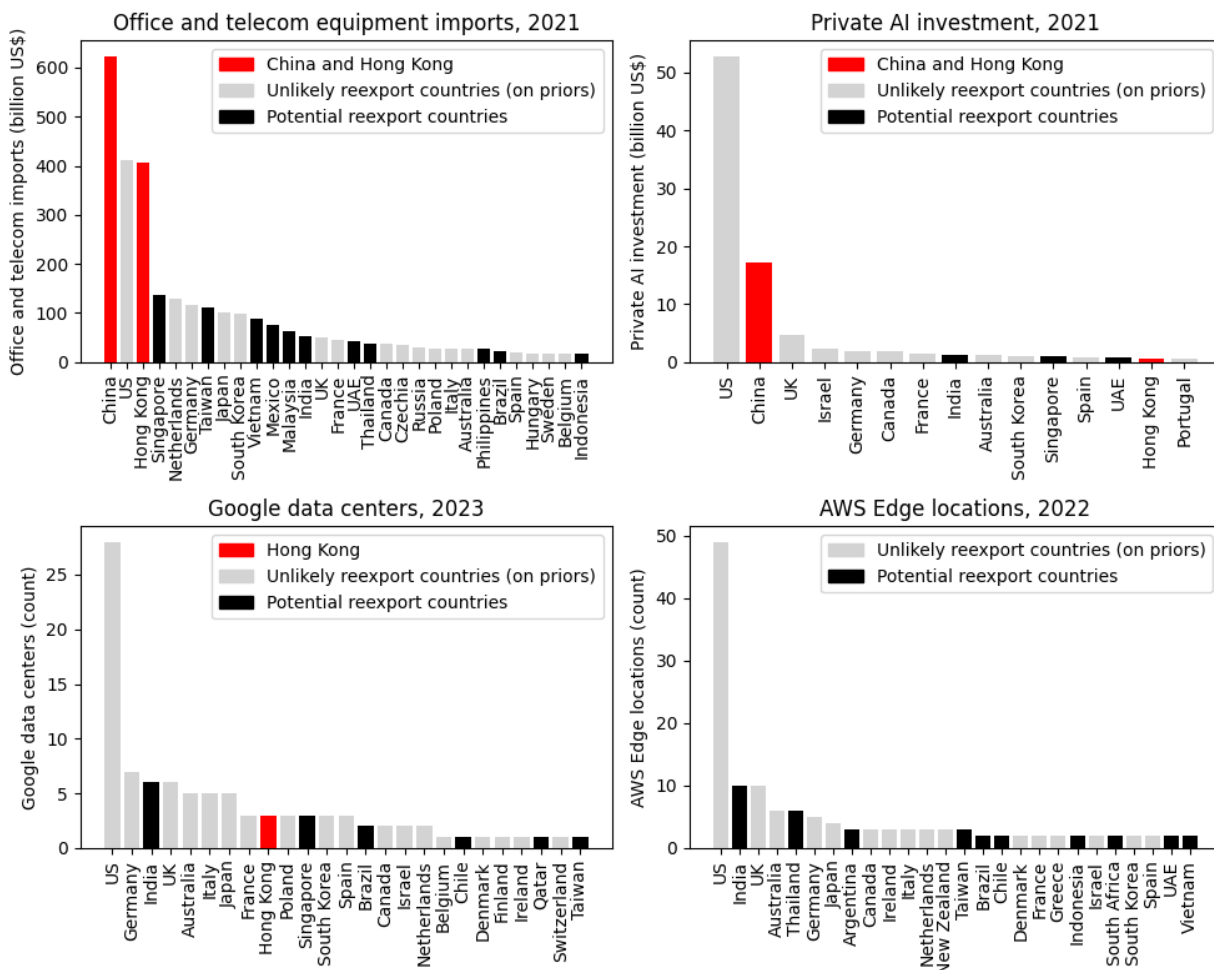 Office and telecom equipment imports, 2021
Office and telecom imports (billion US$)
600
500
400
300
200
100
0
China and Hong Kong
Unlikely reexport countries (on priors)
Potential reexport countries
China
US
Hong Kong
Singapore
Netherlands
Germany
Taiwan
Japan
South Korea
Vietnam
Mexico
Malaysia
India
UK
France
UAE
Thailand
Canada
Czechia
Russia
Poland
Italy
Australia
Philippines
Brazil
Spain
Hungary
Sweden
Belgium
Indonesia
Private AI investment, 2021
Private AI investment (billion US$)
50
40
30
20
10
0
China and Hong Kong
Unlikely reexport countries (on priors)
Potential reexport countries
US
China
UK
Israel
Germany
Canada
France
India
Australia
South Korea
Singapore
Spain
UAE
Hong Kong
Portugal
Google data centers, 2023
Google data centers (count)
25
20
15
10
5
0
Hong Kong
Unlikely reexport countries (on priors)
Potential reexport countries
US
Germany
India
UK
Australia
Italy
Japan
France
Hong Kong
Poland
Singapore
South Korea
Spain
Brazil
Canada
Israel
Netherlands
Belgium
Chile
Denmark
Finland
Ireland
Qatar
Switzerland
Taiwan
AWS Edge locations, 2022
AWS Edge locations (count)
50
40
30
20
10
0
Unlikely reexport countries (on priors)
Potential reexport countries
US
India
UK
Australia
Thailand
Germany
Japan
Argentina
Canada
Ireland
Italy
Netherlands
New Zealand
Taiwan
Brazil
Chile
Denmark
France
Greece
Indonesia
Israel
South Africa
South Korea
Spain
UAE
Vietnam